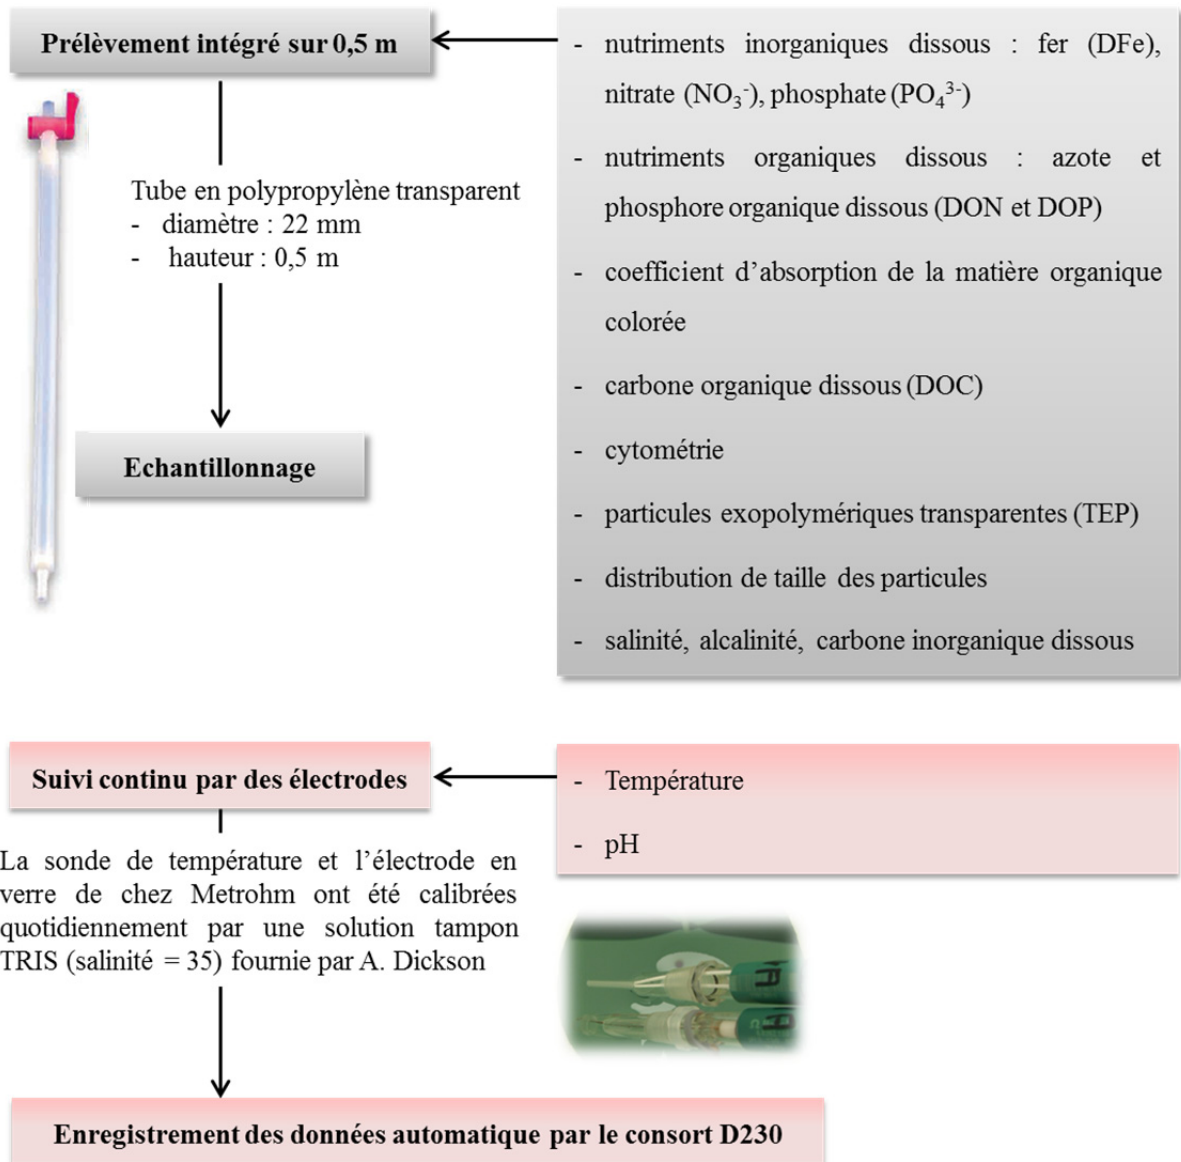 Prélèvement intégré sur 0,5 m
Tube en polypropylène transparent
- diamètre : 22 mm
- hauteur : 0,5 m
Echantillonnage
- nutriments inorganiques dissous : fer (DFe),
nitrate (NO₃⁻), phosphate (PO₄³⁻)
- nutriments organiques dissous : azote et
phosphore organique dissous (DON et DOP)
- coefficient d’absorption de la matière organique
colorée
- carbone organique dissous (DOC)
- cytométrie
- particules exopolymériques transparentes (TEP)
- distribution de taille des particules
- salinité, alcalinité, carbone inorganique dissous
Suivi continu par des électrodes
- Température
- pH
La sonde de température et l’électrode en
verre de chez Metrohm ont été calibrées
quotidiennement par une solution tampon
TRIS (salinité = 35) fournie par A. Dickson
Enregistrement des données automatique par le consort D230